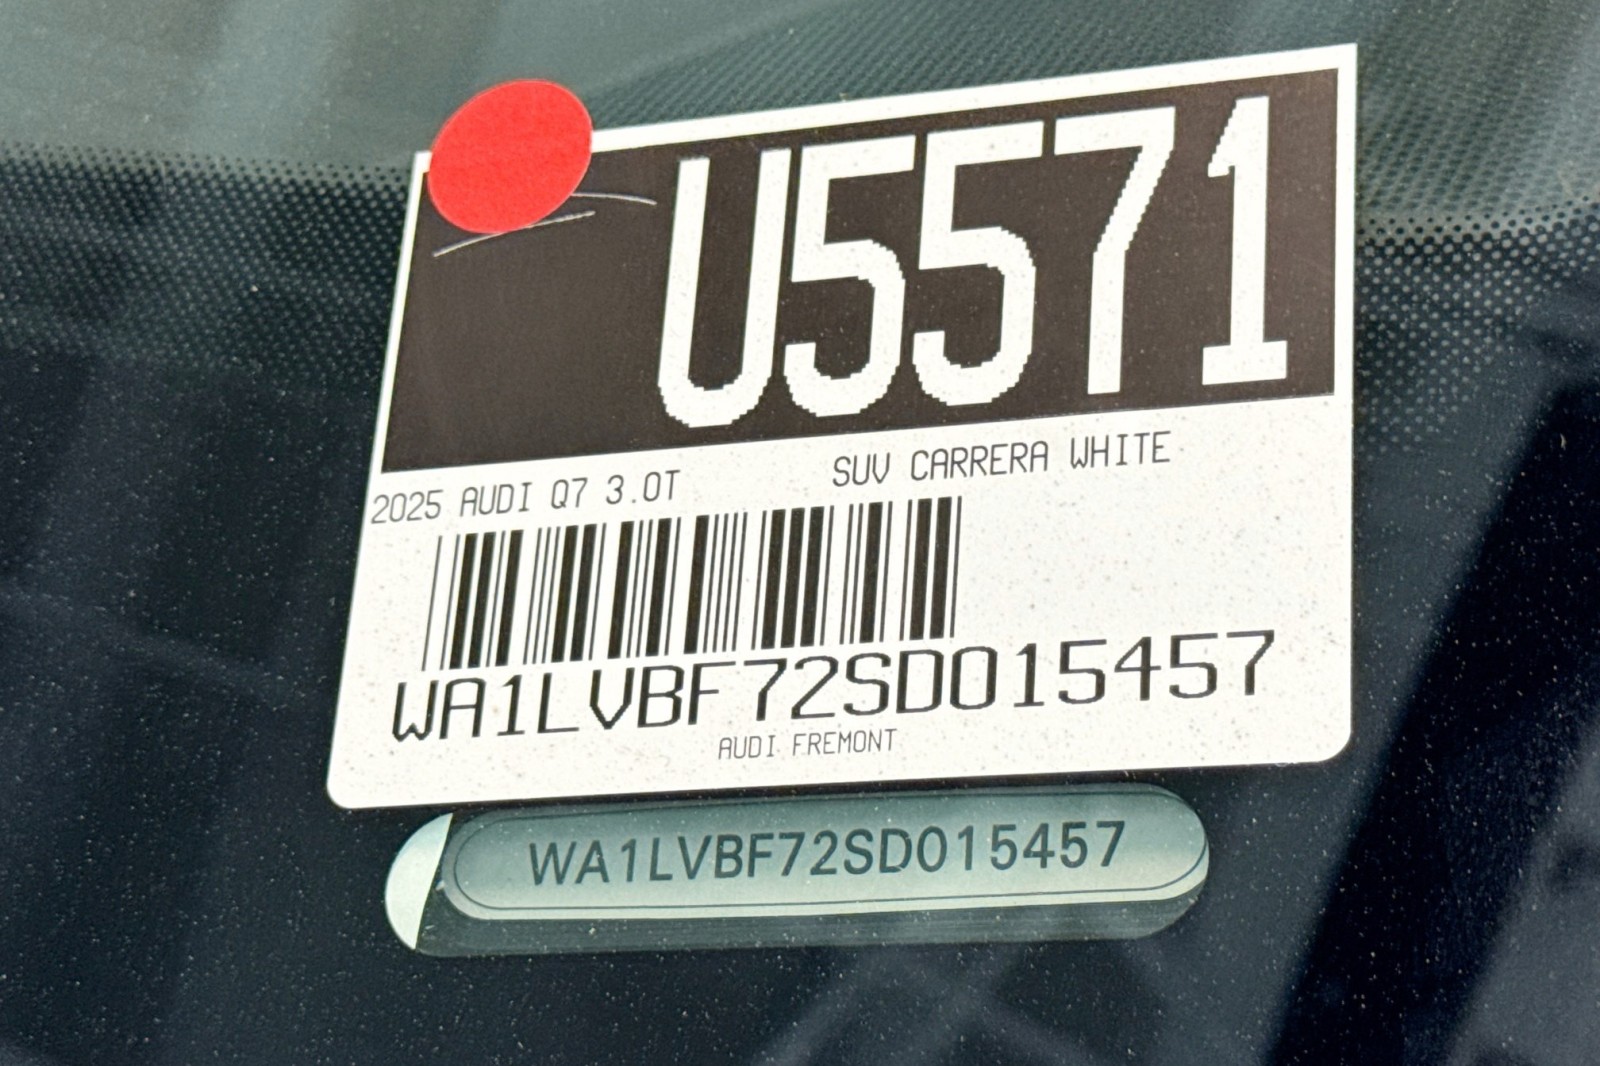 U5571
2025 AUDI Q7 3.0T SUV CARRERA WHITE
WA1LVBF72SD015457
AUDI FREMONT
WA1LVBF72SD015457